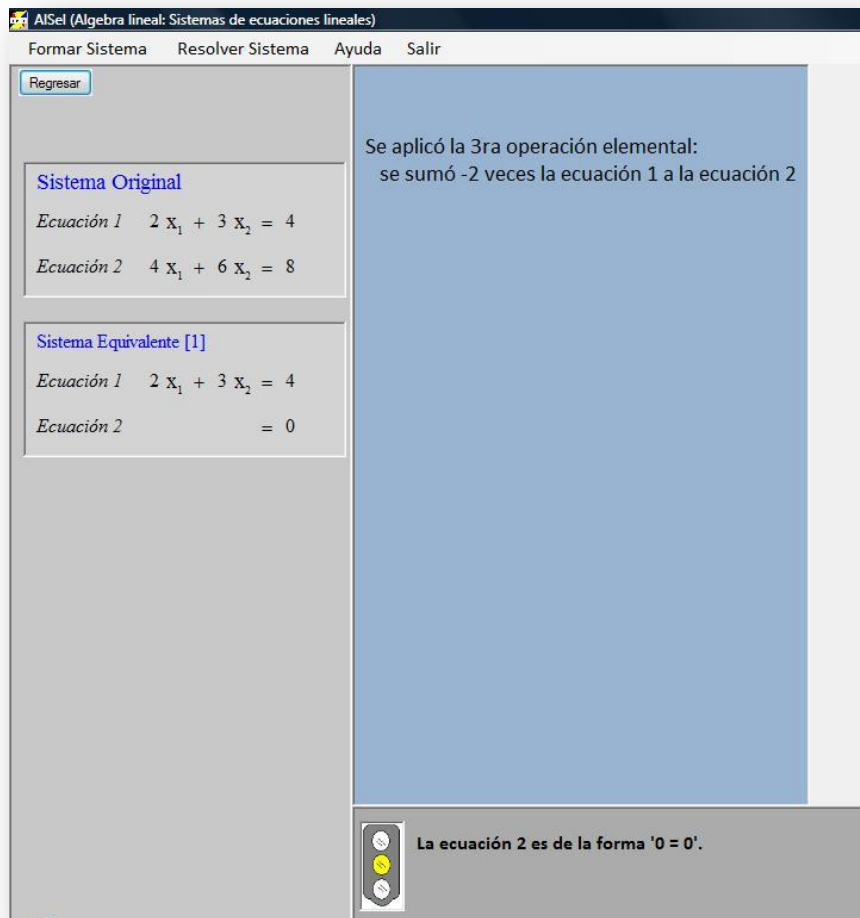 AlSel (Algebra lineal: Sistemas de ecuaciones lineales)
Formar Sistema Resolver Sistema Ayuda Salir
Regresar
Sistema Original
Ecuación 1 2 x₁ + 3 x₂ = 4
Ecuación 2 4 x₁ + 6 x₂ = 8
Sistema Equivalente [1]
Ecuación 1 2 x₁ + 3 x₂ = 4
Ecuación 2 = 0
Se aplicó la 3ra operación elemental:
se sumó -2 veces la ecuación 1 a la ecuación 2
La ecuación 2 es de la forma '0 = 0'.